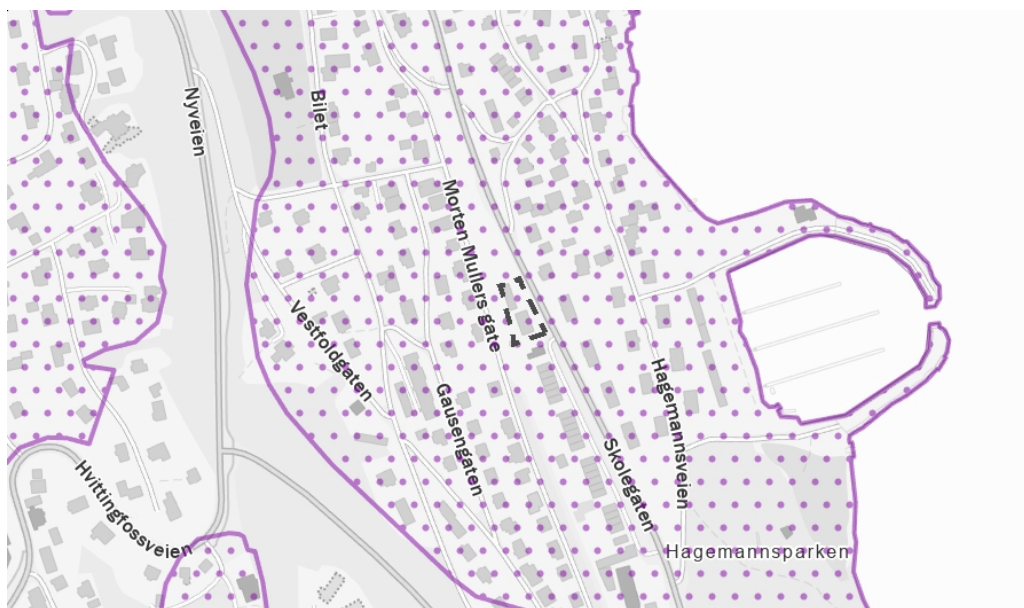 Nyveien
Bilet
Morten Mullers gate
Vestfoldgaten
Gausengaten
Hagemannsveien
Skolegaten
Hvittingfossveien
Hagemannsparken